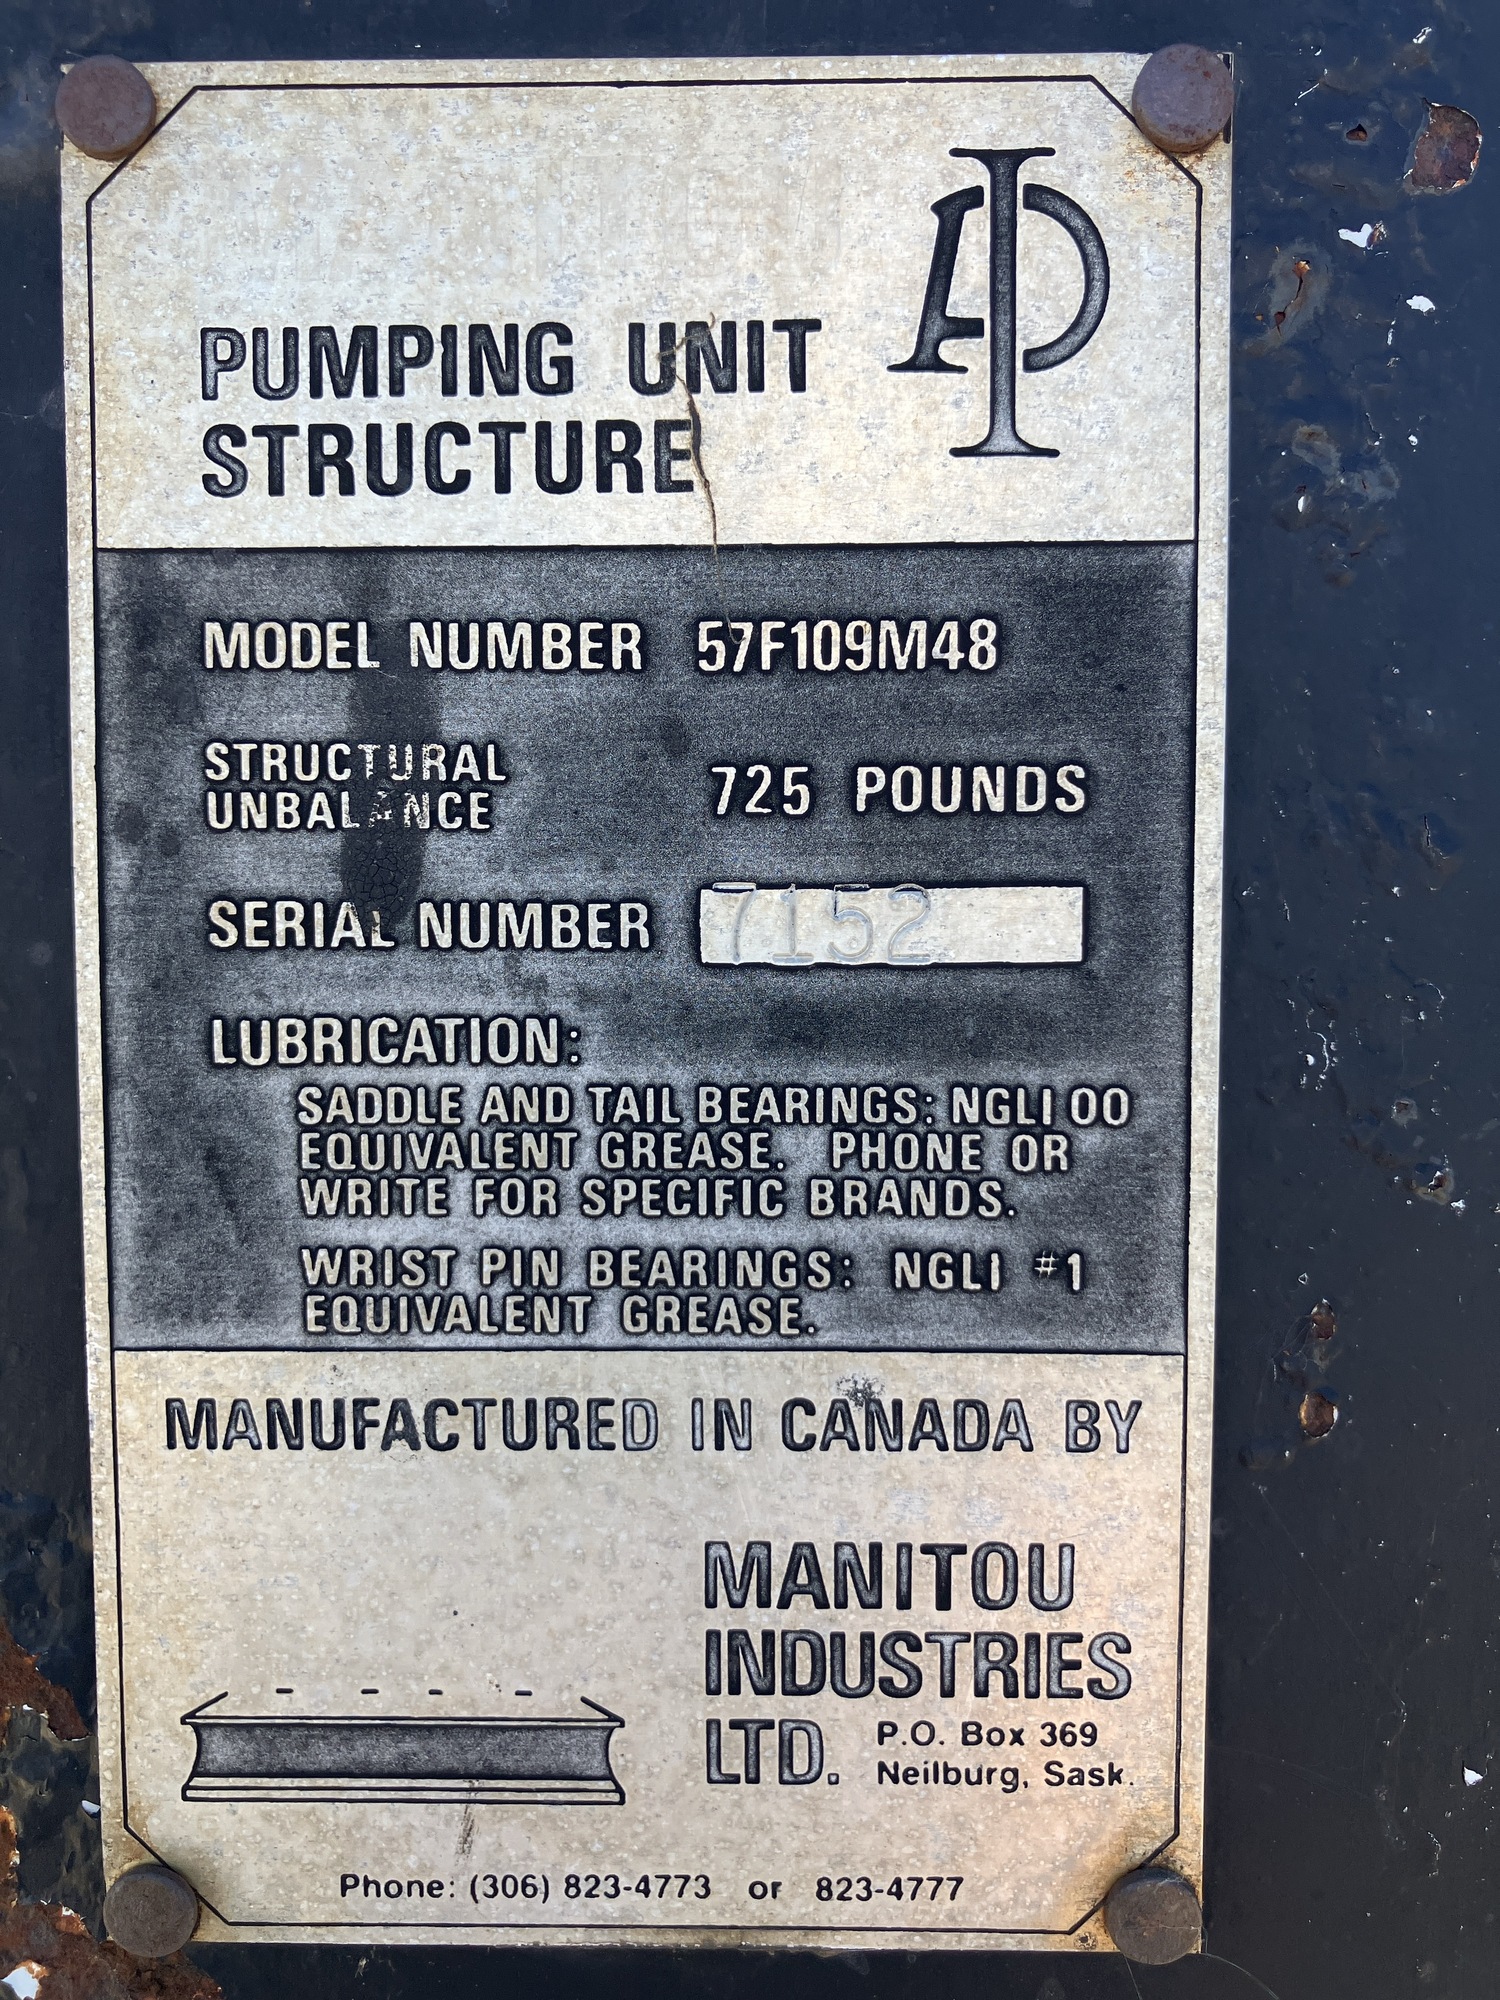 API
PUMPING UNIT
STRUCTURE
MODEL NUMBER 57F109M48
STRUCTURAL
UNBALANCE
725 POUNDS
SERIAL NUMBER 7152
LUBRICATION:
SADDLE AND TAIL BEARINGS: NGLI 00
EQUIVALENT GREASE. PHONE OR
WRITE FOR SPECIFIC BRANDS.
WRIST PIN BEARINGS: NGLI #1
EQUIVALENT GREASE.
MANUFACTURED IN CANADA BY
MANITOU
INDUSTRIES
LTD.
P.O. Box 369
Neilburg, Sask.
Phone: (306) 823-4773 or 823-4777